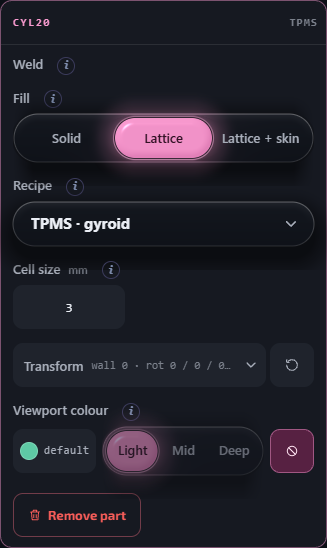 CYL20 TPMS
Weld i
Fill i
Solid Lattice Lattice + skin
Recipe i
TPMS · gyroid
Cell size mm i
3
Transform wall 0 · rot 0 / 0 / 0…
Viewport colour i
default Light Mid Deep
Remove part